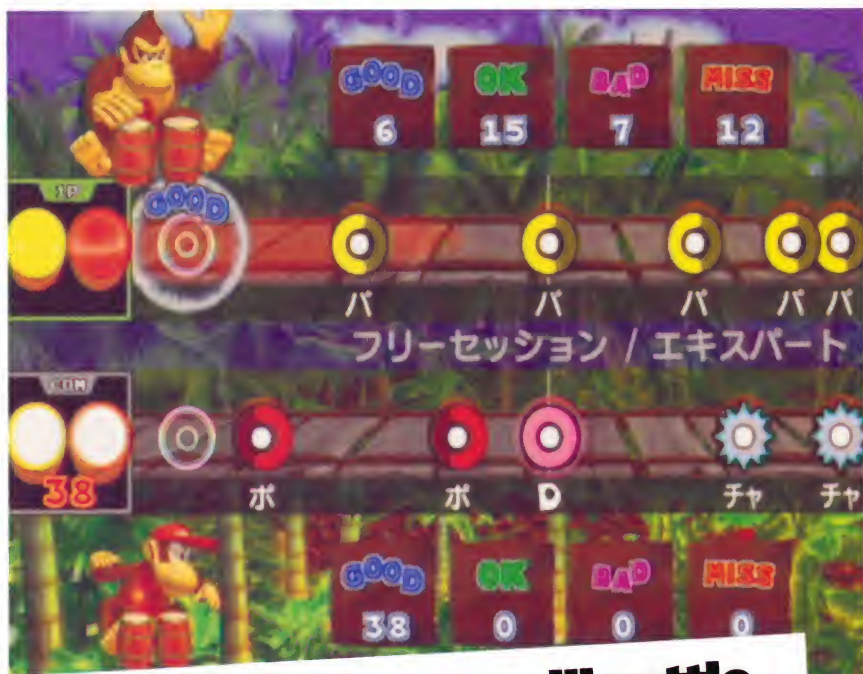 GOOD OK BAD MISS
6 15 7 12
1P
GOOD
パ パ パ パ パ
フリーセッション / エキスパート
COM
38
ポ ポ D チャ チャ
GOOD OK BAD MISS
38 0 0 0